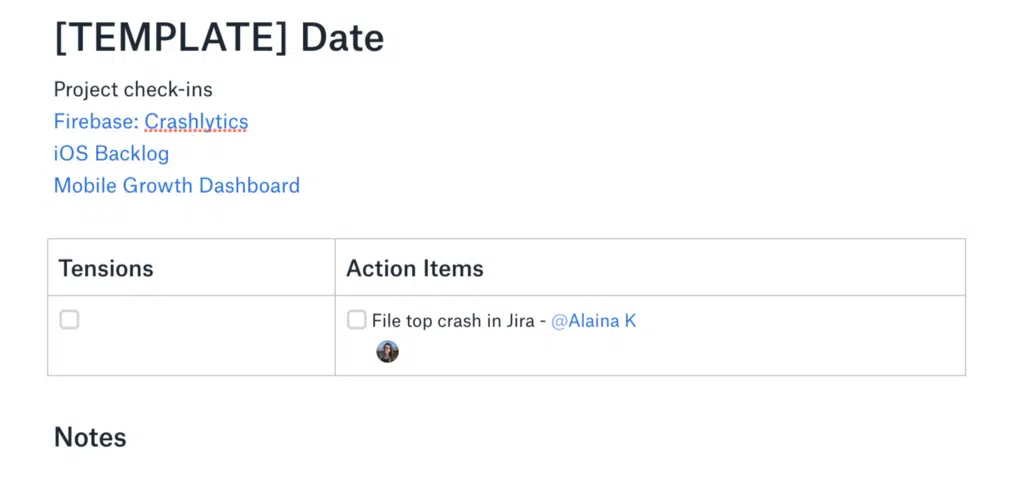 [TEMPLATE] Date
Project check-ins
Firebase: Crashlytics
iOS Backlog
Mobile Growth Dashboard
Tensions
Action Items
File top crash in Jira - @Alaina K
Notes